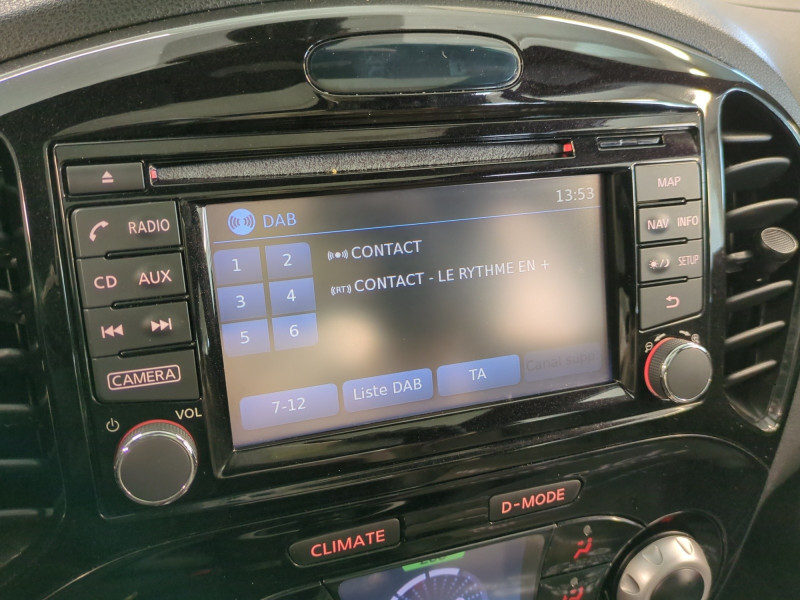 MAP
RADIO
NAV INFO
CD AUX
SETUP
CAMERA
VOL
DAB 13:53
1 2
3 4
5 6
CONTACT
(RT) CONTACT - LE RYTHME EN +
7-12 Liste DAB TA
D-MODE
CLIMATE